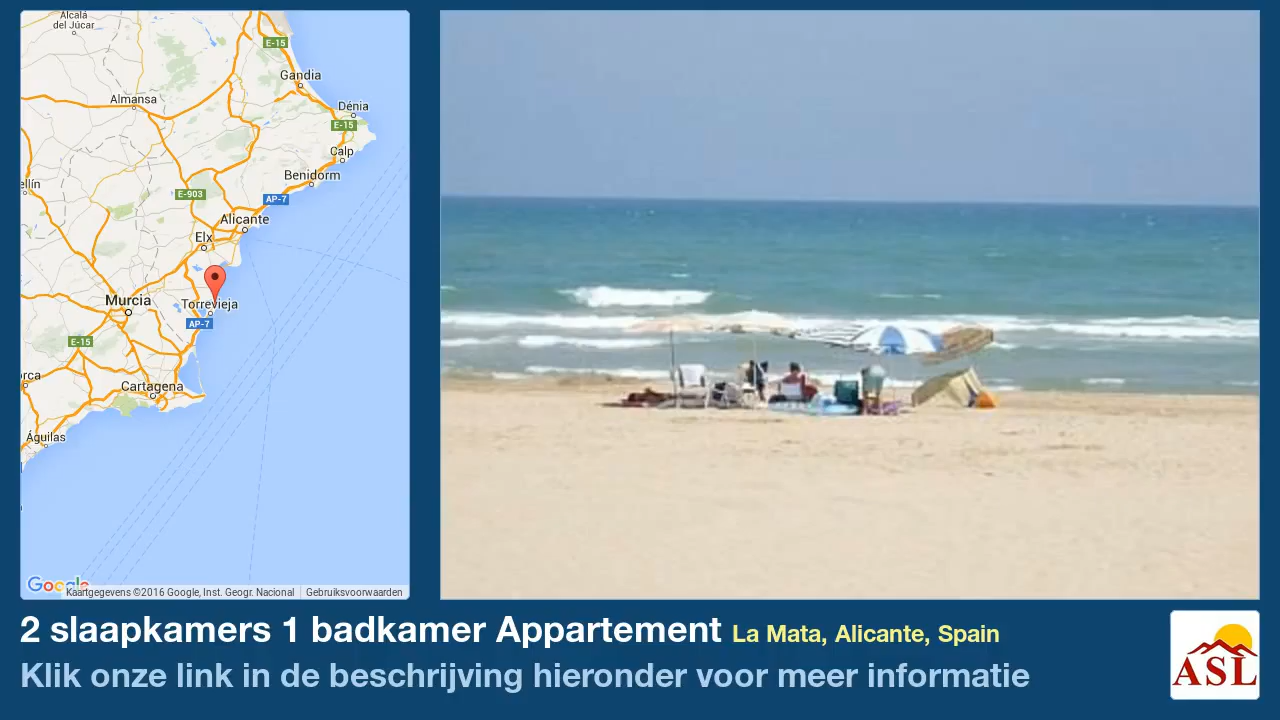 Alcalá
del Júcar
E-15
Gandia
Almansa
Dénia
E-15
Calp
Benidorm
ellín
E-903
AP-7
Alicante
Elx
Murcia
Torrevieja
AP-7
E-15
rca
Cartagena
Águilas
Google
Kaartgegevens ©2016 Google, Inst. Geogr. Nacional
Gebruiksvoorwaarden
2 slaapkamers 1 badkamer Appartement La Mata, Alicante, Spain
Klik onze link in de beschrijving hieronder voor meer informatie
ASL